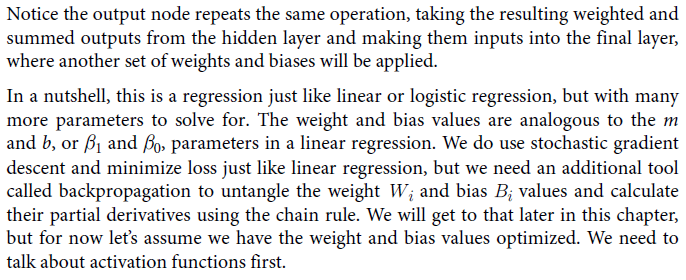 Notice the output node repeats the same operation, taking the resulting weighted and
summed outputs from the hidden layer and making them inputs into the final layer,
where another set of weights and biases will be applied.
In a nutshell, this is a regression just like linear or logistic regression, but with many
more parameters to solve for. The weight and bias values are analogous to the m
and b, or β₁ and β₀, parameters in a linear regression. We do use stochastic gradient
descent and minimize loss just like linear regression, but we need an additional tool
called backpropagation to untangle the weight Wᵢ and bias Bᵢ values and calculate
their partial derivatives using the chain rule. We will get to that later in this chapter,
but for now let’s assume we have the weight and bias values optimized. We need to
talk about activation functions first.